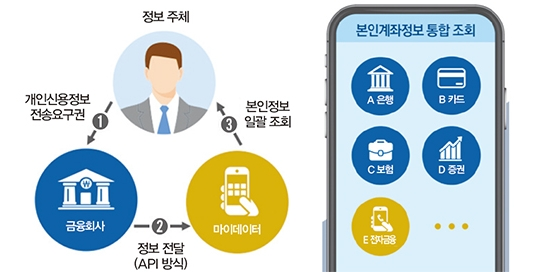 정보 주체
개인신용정보
전송요구권
1
본인정보
일괄 조회
3
₩
금융회사
마이데이터
2
정보 전달
(API 방식)
본인계좌정보 통합 조회
A 은행
B 카드
C 보험
D 증권
E 전자금융